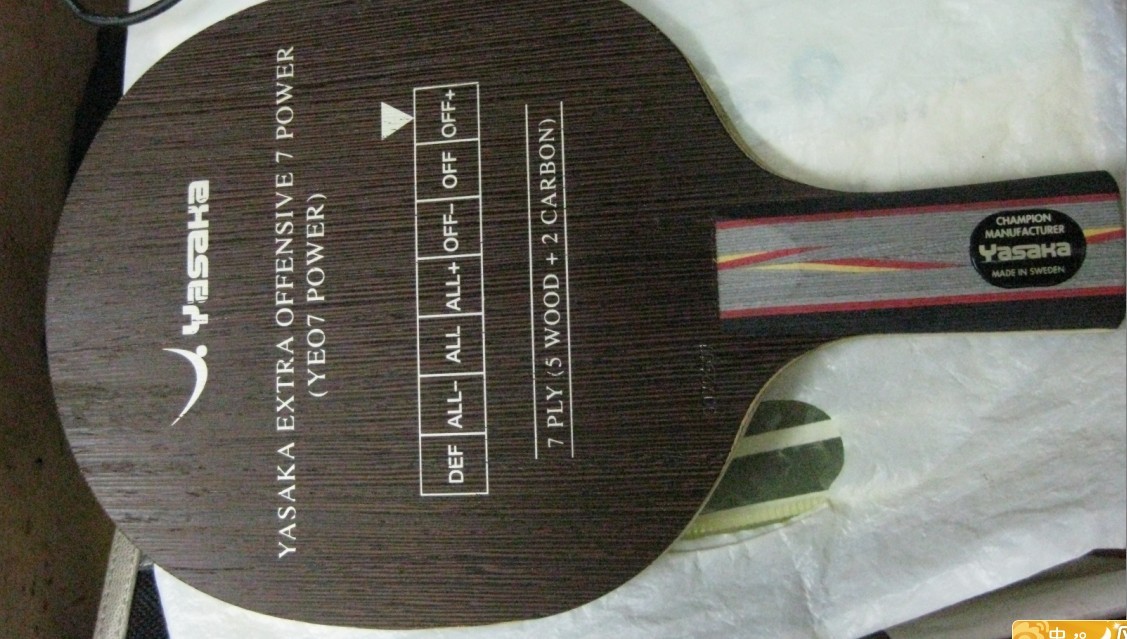 Yasaka
YASAKA EXTRA OFFENSIVE 7 POWER
(YEO7 POWER)
DEF ALL- ALL ALL+ OFF- OFF OFF+
7 PLY (5 WOOD + 2 CARBON)
CHAMPION
MANUFACTURER
Yasaka
MADE IN SWEDEN
中